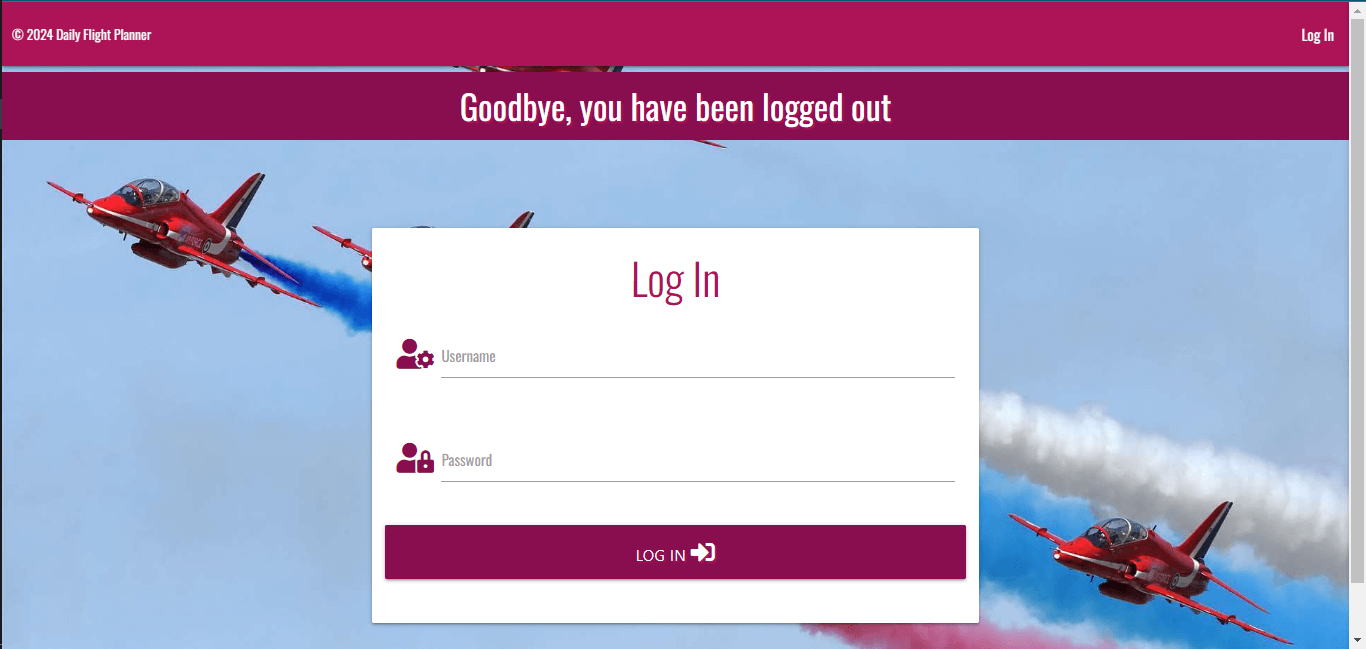 © 2024 Daily Flight Planner
Log In
Goodbye, you have been logged out
Log In
Username
Password
LOG IN